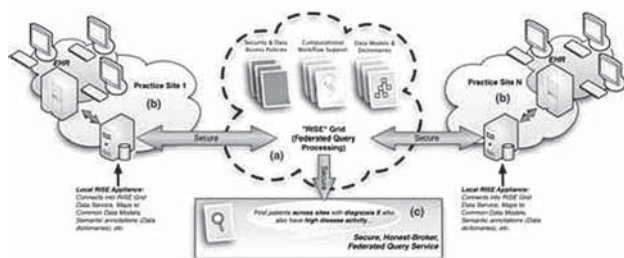 Security & Data
Access Policies
Computational
Workflow Support
Data Models &
Dictionaries
EHR
Practice Site 1
(b)
Secure
"RISE" Grid
(Federated Query
Processing)
(a)
Secure
EHR
Practice Site N
(b)
Secure
Local RISE Appliance:
Connects into RISE Grid
Data Service, Maps to
Common Data Models,
Semantic annotations (Data
dictionaries), etc.
Find patients across sites with diagnosis X who
also have high disease activity...
(c)
Secure, Honest-Broker,
Federated Query Service
Local RISE Appliance:
Connects into RISE Grid
Data Service, Maps to
Common Data Models,
Semantic annotations (Data
dictionaries), etc.